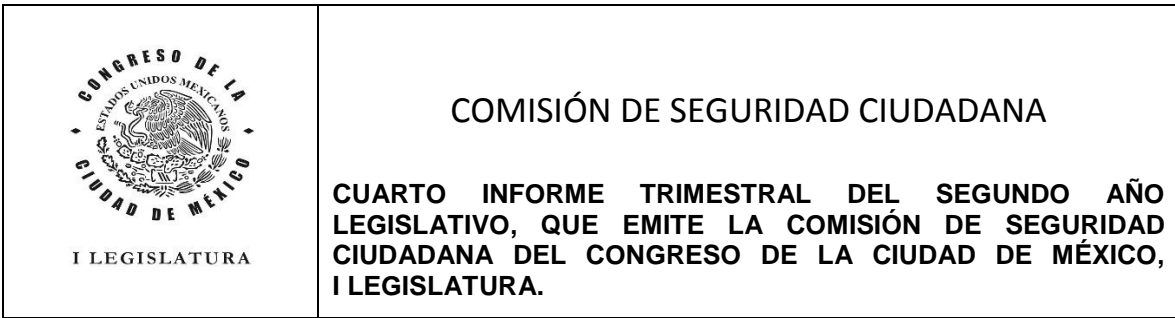 CONGRESO DE LA
CIUDAD DE MÉXICO
ESTADOS UNIDOS MEXICANOS
I LEGISLATURA
COMISIÓN DE SEGURIDAD CIUDADANA
CUARTO INFORME TRIMESTRAL DEL SEGUNDO AÑO
LEGISLATIVO, QUE EMITE LA COMISIÓN DE SEGURIDAD
CIUDADANA DEL CONGRESO DE LA CIUDAD DE MÉXICO,
I LEGISLATURA.